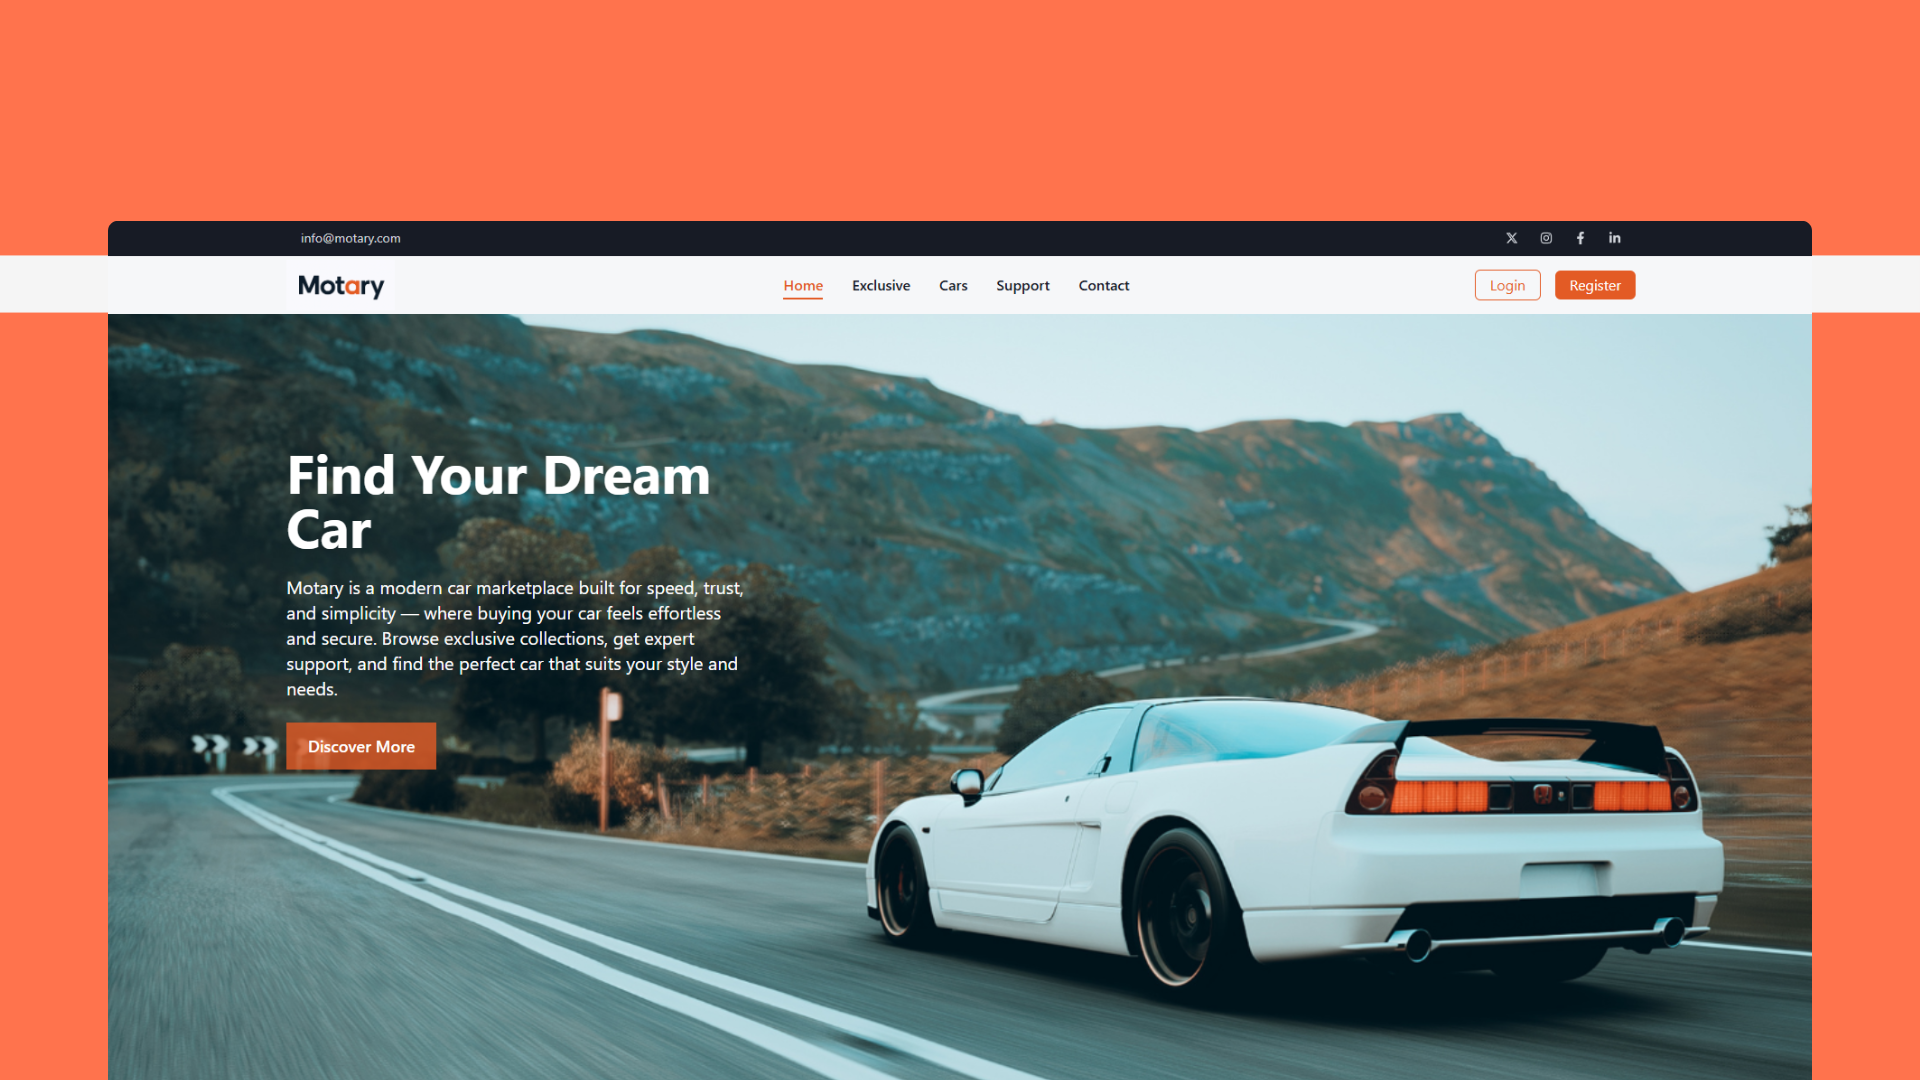 info@motary.com
Motary
Home Exclusive Cars Support Contact
Login Register
Find Your Dream
Car
Motary is a modern car marketplace built for speed, trust,
and simplicity — where buying your car feels effortless
and secure. Browse exclusive collections, get expert
support, and find the perfect car that suits your style and
needs.
Discover More